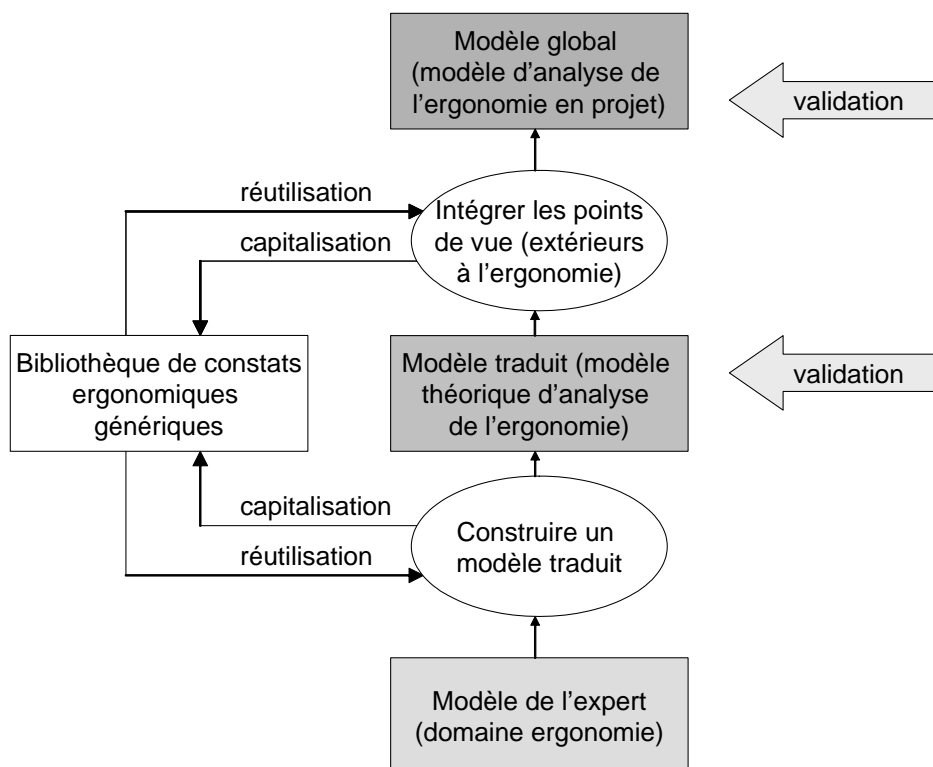 Modèle global
(modèle d'analyse de
l'ergonomie en projet)
validation
réutilisation
Intégrer les points
de vue (extérieurs
à l'ergonomie)
capitalisation
Bibliothèque de constats
ergonomiques
génériques
Modèle traduit (modèle
théorique d'analyse
de l'ergonomie)
validation
capitalisation
Construire un
modèle traduit
réutilisation
Modèle de l'expert
(domaine ergonomie)